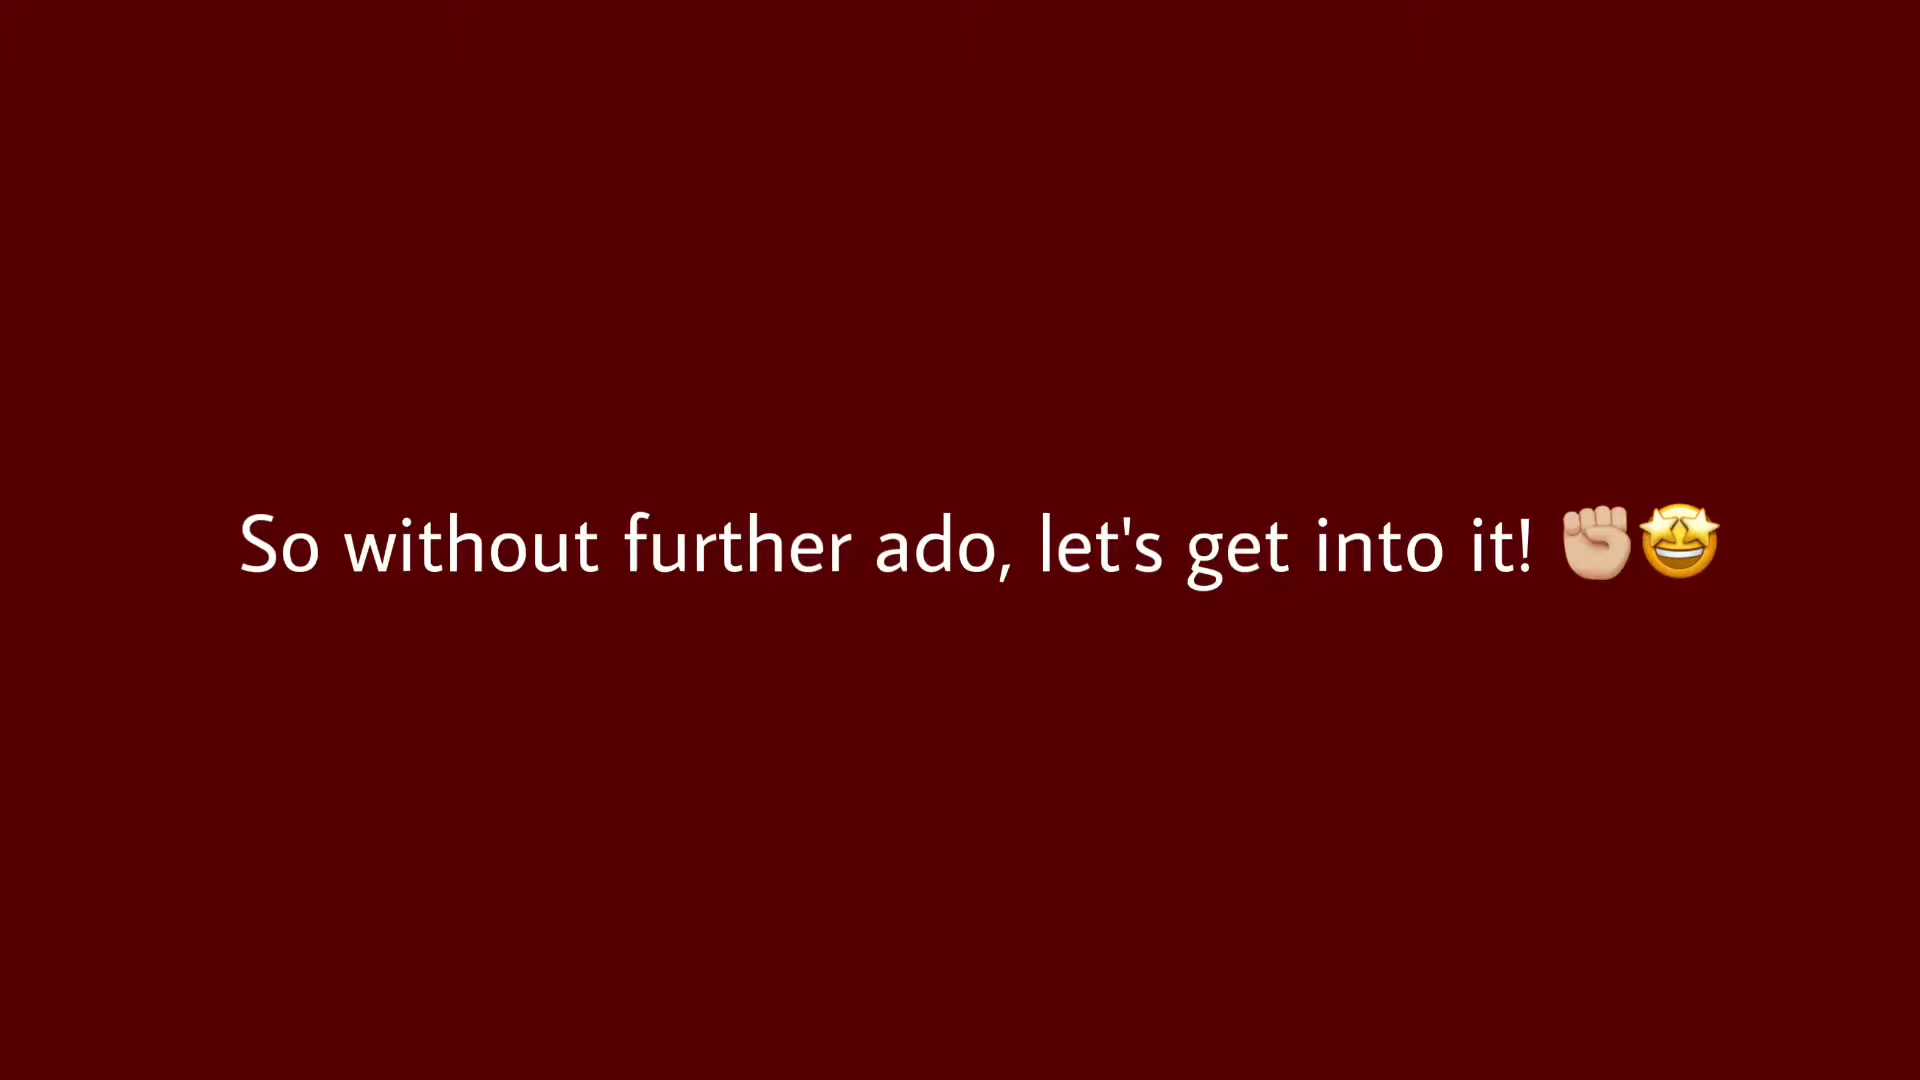 So without further ado, let's get into it! ✊🏼🤩